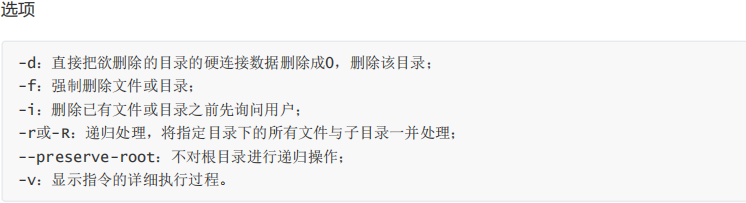 选项
-d：直接把欲删除的目录的硬连接数据删除成0，删除该目录；
-f：强制删除文件或目录；
-i：删除已有文件或目录之前先询问用户；
-r或-R：递归处理，将指定目录下的所有文件与子目录一并处理；
--preserve-root：不对根目录进行递归操作；
-v：显示指令的详细执行过程。